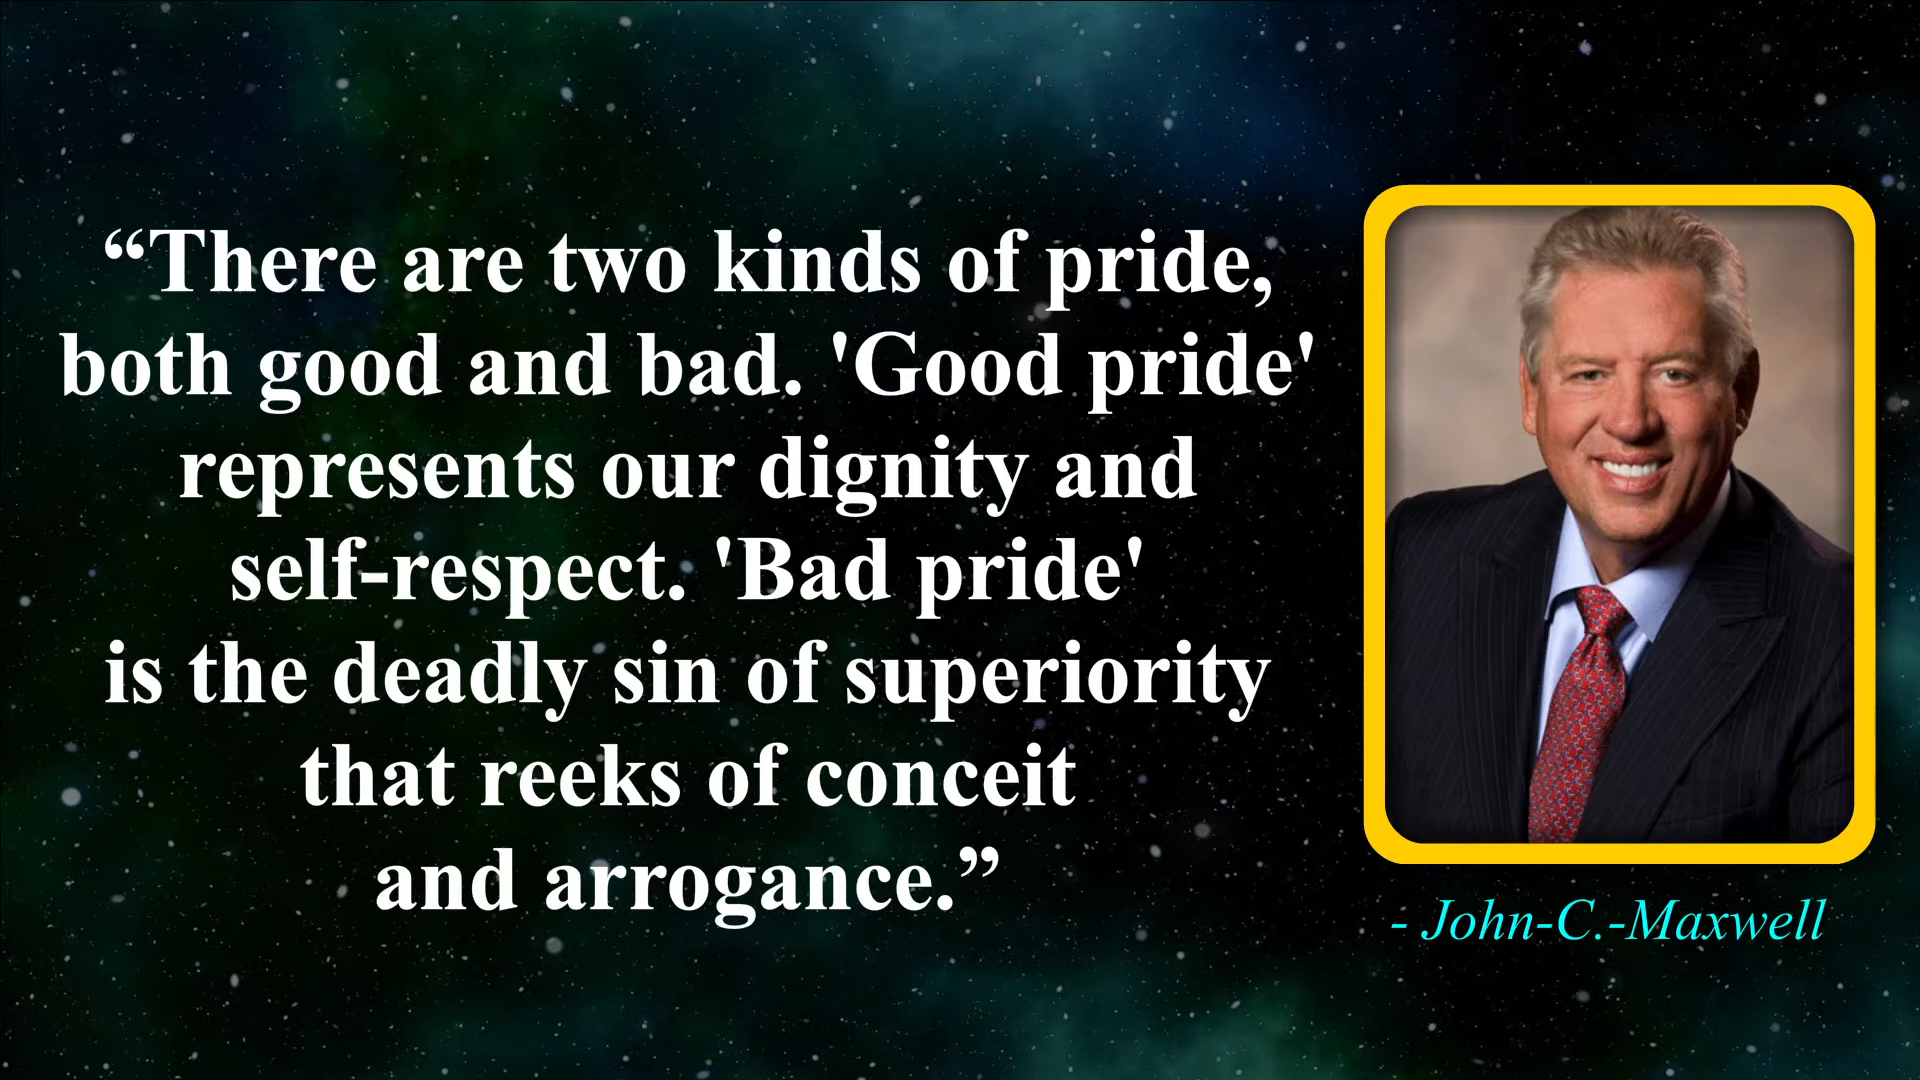 “There are two kinds of pride,
both good and bad. 'Good pride'
represents our dignity and
self-respect. 'Bad pride'
is the deadly sin of superiority
that reeks of conceit
and arrogance.”
- John-C.-Maxwell